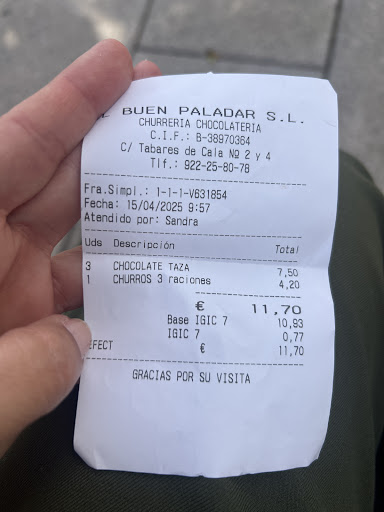 EL BUEN PALADAR S.L.
CHURRERIA CHOCOLATERIA
C.I.F.: B-38970364
C/ Tabares de Cala Nº 2 y 4
Tlf.: 922-25-80-78
Fra.Simpl.: 1-1-1-V631854
Fecha: 15/04/2025 9:57
Atendido por: Sandra
Uds Descripción Total
3 CHOCOLATE TAZA 7,50
1 CHURROS 3 raciones 4,20
€ 11,70
Base IGIC 7 10,93
IGIC 7 0,77
EFECT € 11,70
GRACIAS POR SU VISITA